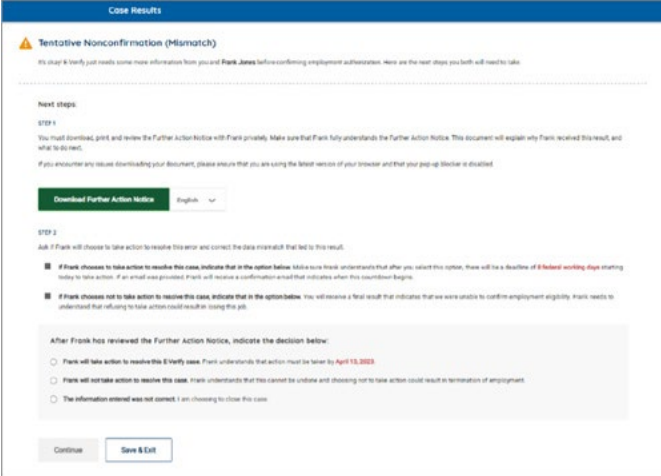 Case Results
Tentative Nonconfirmation (Mismatch)
It's okay! E-Verify just needs some more information from you and Frank Jones before confirming employment authorization. Here are the next steps you both will need to take.
Next steps:
STEP 1
You must download, print, and review the Further Action Notice with Frank privately. Make sure that Frank fully understands the Further Action Notice. This document will explain why Frank received this result, and
what to do next.
If you encounter any issues downloading your document, please ensure that you are using the latest version of your browser and that your pop-up blocker is disabled.
Download Further Action Notice English
STEP 2
Ask if Frank will choose to take action to resolve this error and correct the data mismatch that led to this result.
If Frank chooses to take action to resolve this case, indicate that in the option below. Make sure Frank understands that after you select this option, there will be a deadline of 8 federal working days starting
today to take action. If an email was provided, Frank will receive a confirmation email that indicates when this countdown begins.
If Frank chooses not to take action to resolve this case, indicate that in the option below. You will receive a final result that indicates that we were unable to confirm employment eligibility. Frank needs to
understand that refusing to take action could result in losing this job.
After Frank has reviewed the Further Action Notice, indicate the decision below:
Frank will take action to resolve this E-Verify case. Frank understands that action must be taken by April 13, 2023.
Frank will not take action to resolve this case. Frank understands that this cannot be undone and choosing not to take action could result in termination of employment.
The information entered was not correct. I am choosing to close this case.
Continue Save & Exit